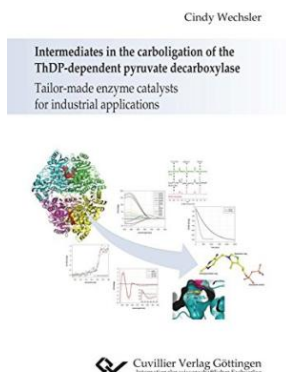 Cindy Wechsler
Intermediates in the carboligation of the
ThDP-dependent pyruvate decarboxylase
Tailor-made enzyme catalysts
for industrial applications
Cuvillier Verlag Göttingen